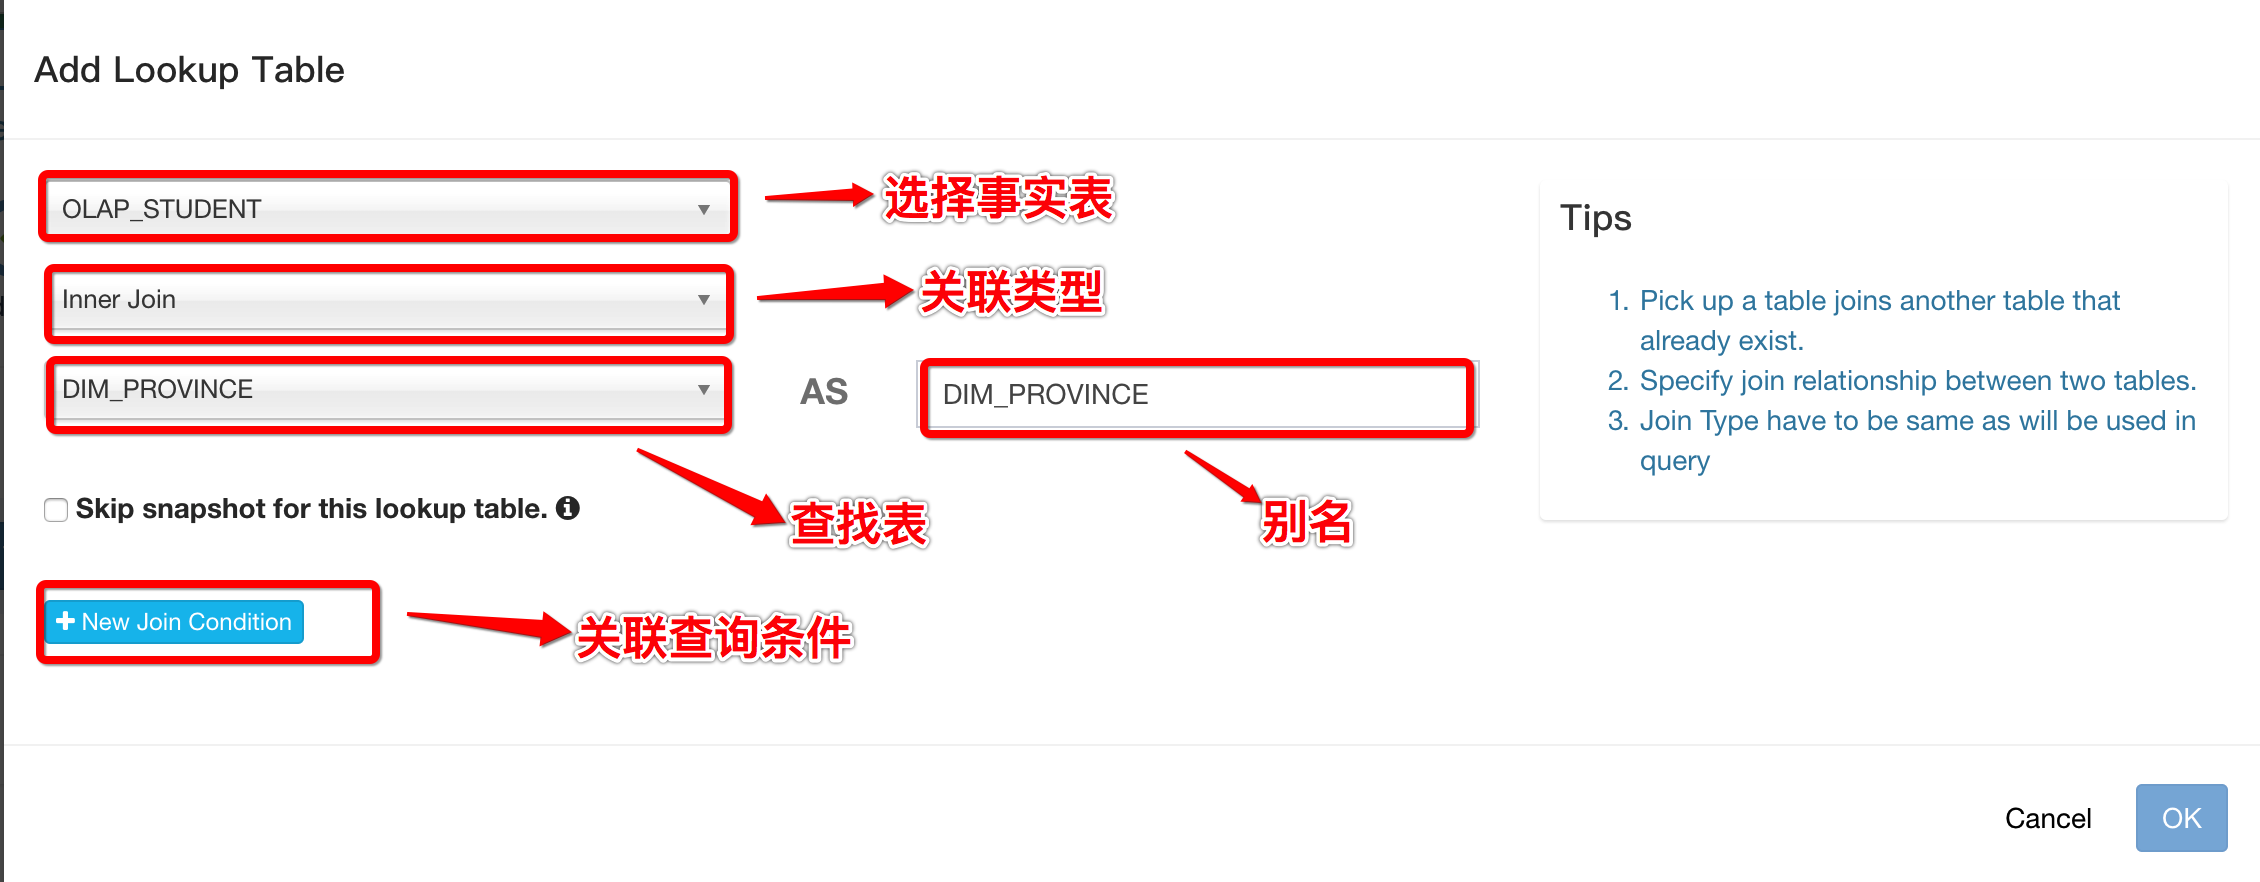 Add Lookup Table
OLAP_STUDENT
选择事实表
Inner Join
关联类型
DIM_PROVINCE
AS
DIM_PROVINCE
查找表
别名
Skip snapshot for this lookup table.
+ New Join Condition
关联查询条件
Tips
1. Pick up a table joins another table that
already exist.
2. Specify join relationship between two tables.
3. Join Type have to be same as will be used in
query
Cancel
OK